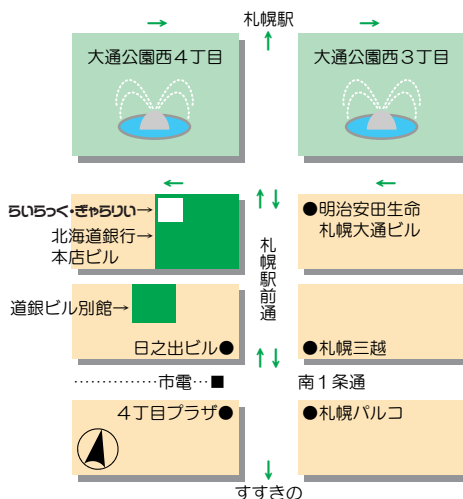 札幌駅
大通公園西4丁目
大通公園西3丁目
らいらっく・ぎゃらりい→
北海道銀行→
本店ビル
札幌駅前通
●明治安田生命
札幌大通ビル
道銀ビル別館→
日之出ビル●
●札幌三越
……………市電…■
南1条通
4丁目プラザ●
●札幌パルコ
すすきの